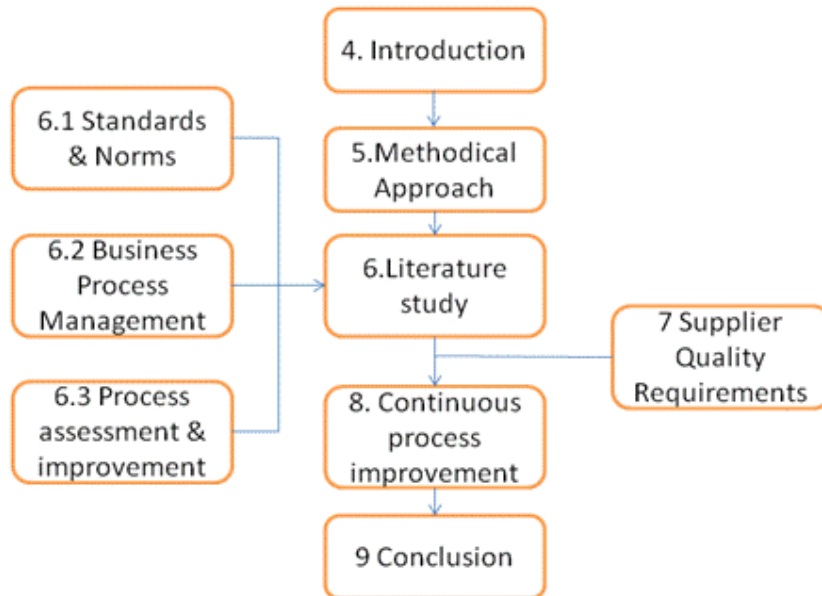 4. Introduction
6.1 Standards
& Norms
5.Methodical
Approach
6.2 Business
Process
Management
6.Literature
study
7 Supplier
Quality
Requirements
6.3 Process
assessment &
improvement
8. Continuous
process
improvement
9 Conclusion